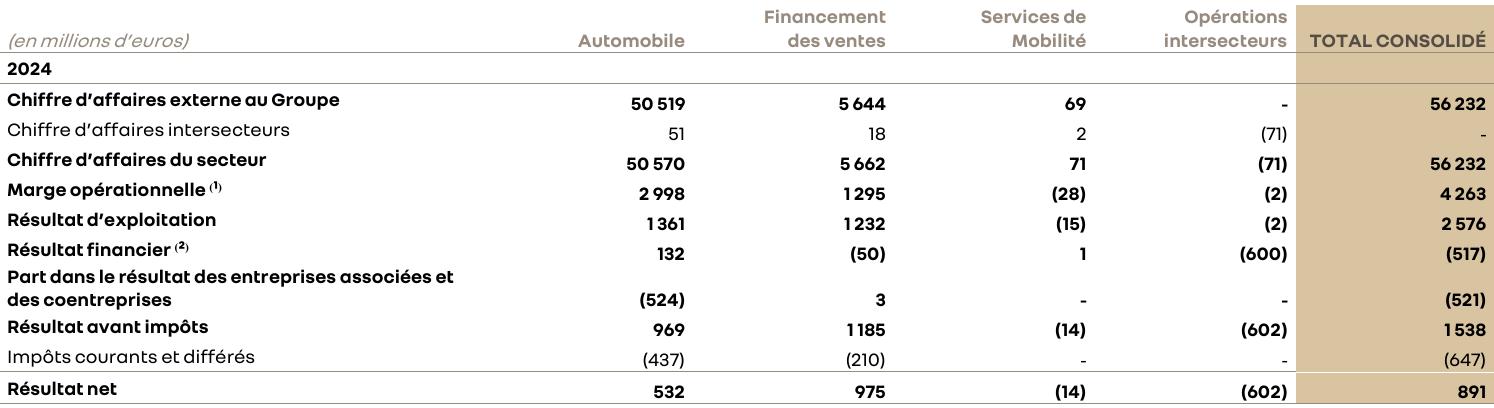 (en millions d’euros) Automobile Financement des ventes Services de Mobilité Opérations intersecteurs TOTAL CONSOLIDÉ
2024
Chiffre d’affaires externe au Groupe 50 519 5 644 69 - 56 232
Chiffre d’affaires intersecteurs 51 18 2 (71) -
Chiffre d’affaires du secteur 50 570 5 662 71 (71) 56 232
Marge opérationnelle (1) 2 998 1 295 (28) (2) 4 263
Résultat d’exploitation 1 361 1 232 (15) (2) 2 576
Résultat financier (2) 132 (50) 1 (600) (517)
Part dans le résultat des entreprises associées et
des coentreprises (524) 3 - - (521)
Résultat avant impôts 969 1 185 (14) (602) 1 538
Impôts courants et différés (437) (210) - - (647)
Résultat net 532 975 (14) (602) 891